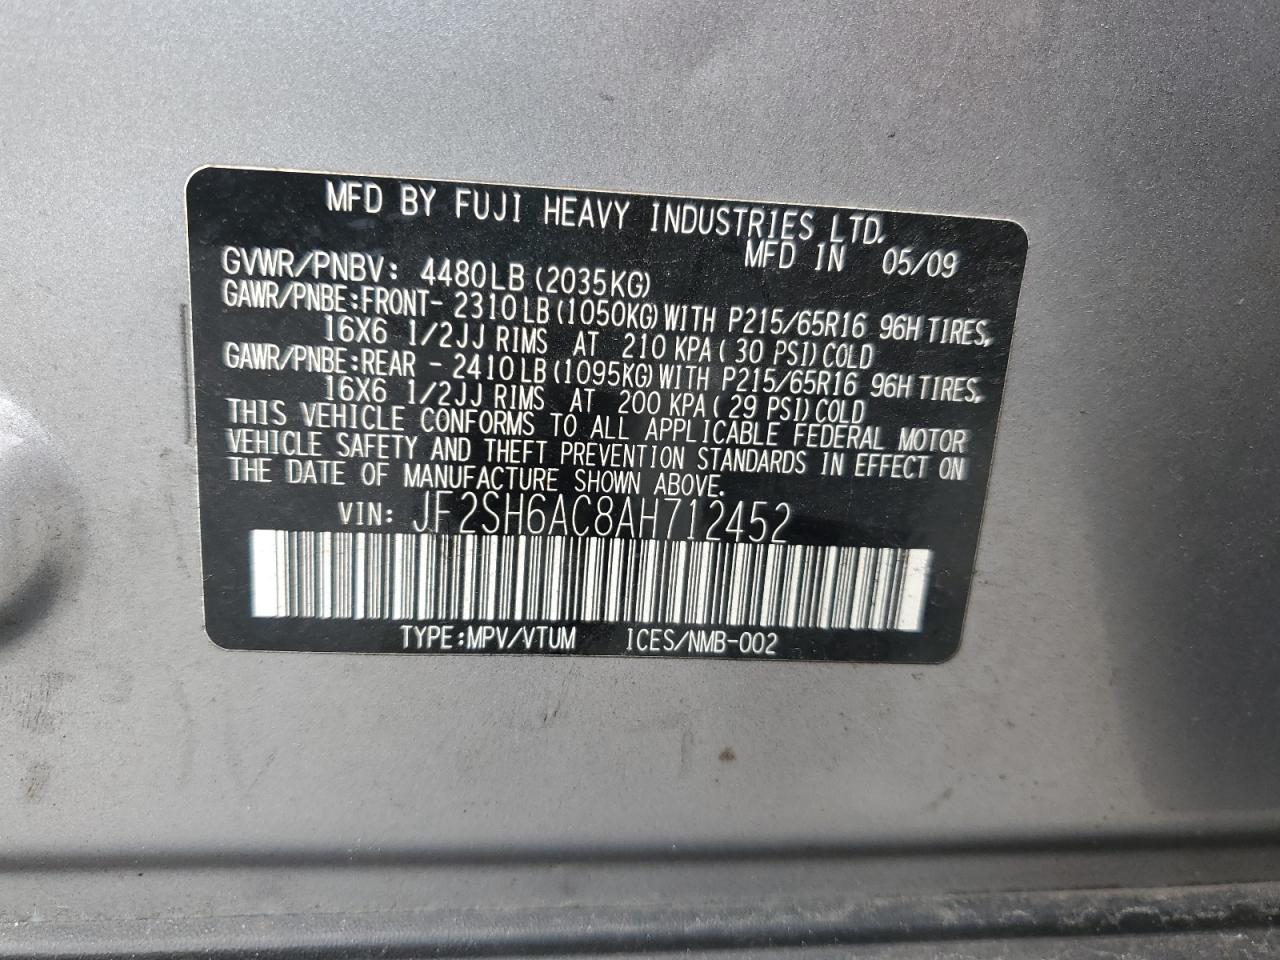 MFD BY FUJI HEAVY INDUSTRIES LTD.
MFD IN 05/09
GVWR/PNBV: 4480LB (2035KG)
GAWR/PNBE:FRONT- 2310LB(1050KG)WITH P215/65R16 96H TIRES,
16X6 1/2JJ RIMS AT 210 KPA( 30 PSI)COLD
GAWR/PNBE:REAR -2410LB(1095KG)WITH P215/65R16 96H TIRES,
16X6 1/2JJ RIMS AT 200 KPA( 29 PSI)COLD
THIS VEHICLE CONFORMS TO ALL APPLICABLE FEDERAL MOTOR
VEHICLE SAFETY AND THEFT PREVENTION STANDARDS IN EFFECT ON
THE DATE OF MANUFACTURE SHOWN ABOVE.
VIN: JF2SH6AC8AH712452
TYPE:MPV/VTUM ICES/NMB-002